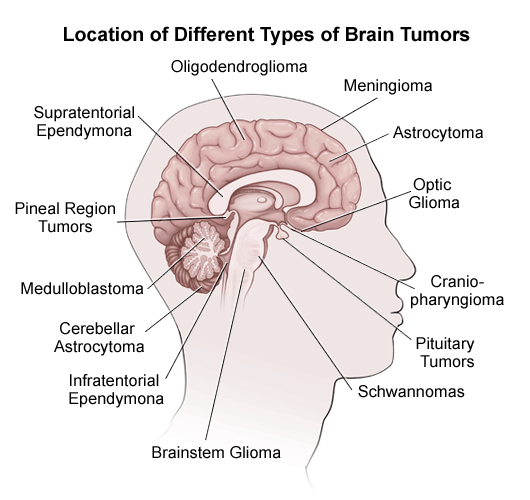 Location of Different Types of Brain Tumors
Oligodendroglioma
Meningioma
Supratentorial
Ependymona
Astrocytoma
Optic
Glioma
Pineal Region
Tumors
Medulloblastoma
Cranio-
pharyngioma
Cerebellar
Astrocytoma
Pituitary
Tumors
Infratentorial
Ependymona
Schwannomas
Brainstem Glioma